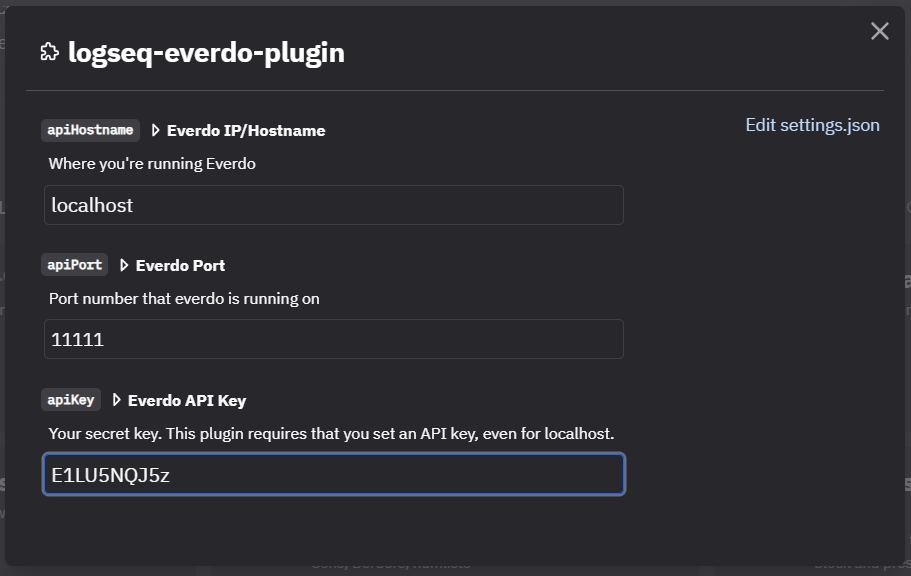 logseq-everdo-plugin
apiHostname Everdo IP/Hostname
Edit settings.json
Where you're running Everdo
localhost
apiPort Everdo Port
Port number that everdo is running on
11111
apiKey Everdo API Key
Your secret key. This plugin requires that you set an API key, even for localhost.
E1LU5NQJ5z